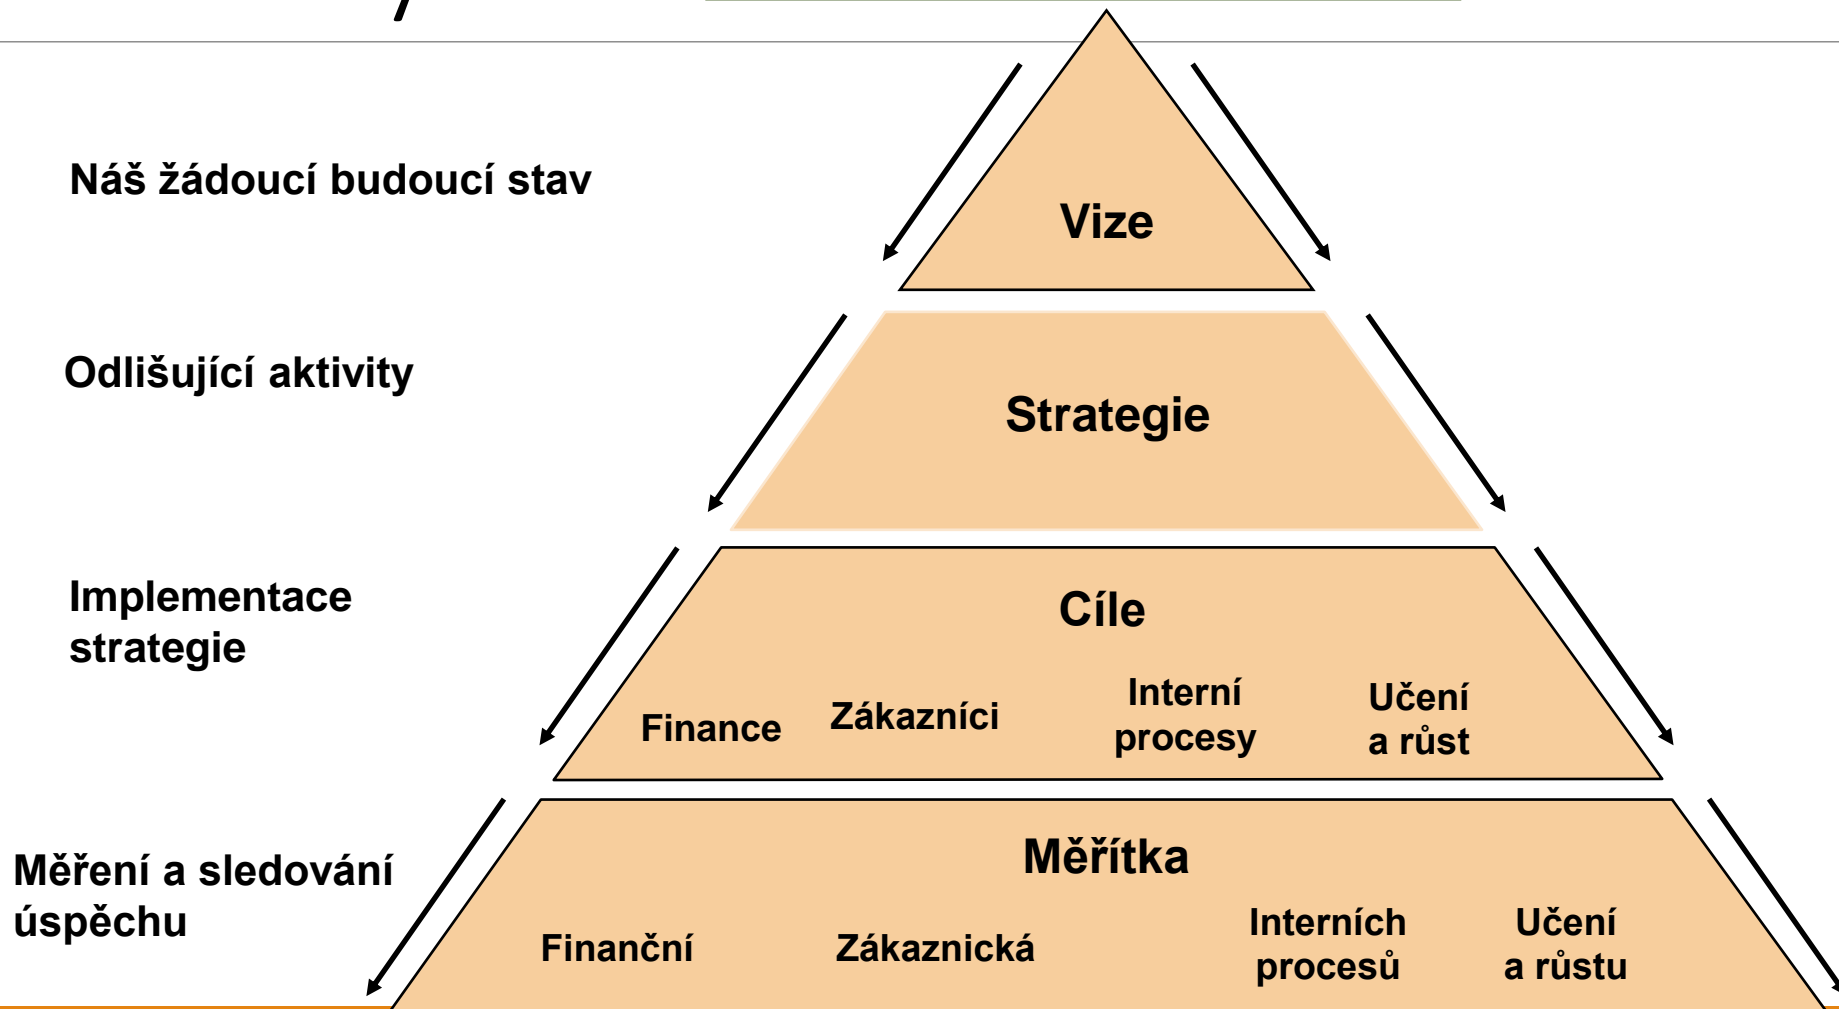 Náš žádoucí budoucí stav
Vize
Odlišující aktivity
Strategie
Implementace
strategie
Cíle
Finance
Zákazníci
Interní
procesy
Učení
a růst
Měření a sledování
úspěchu
Měřítka
Finanční
Zákaznická
Interních
procesů
Učení
a růstu